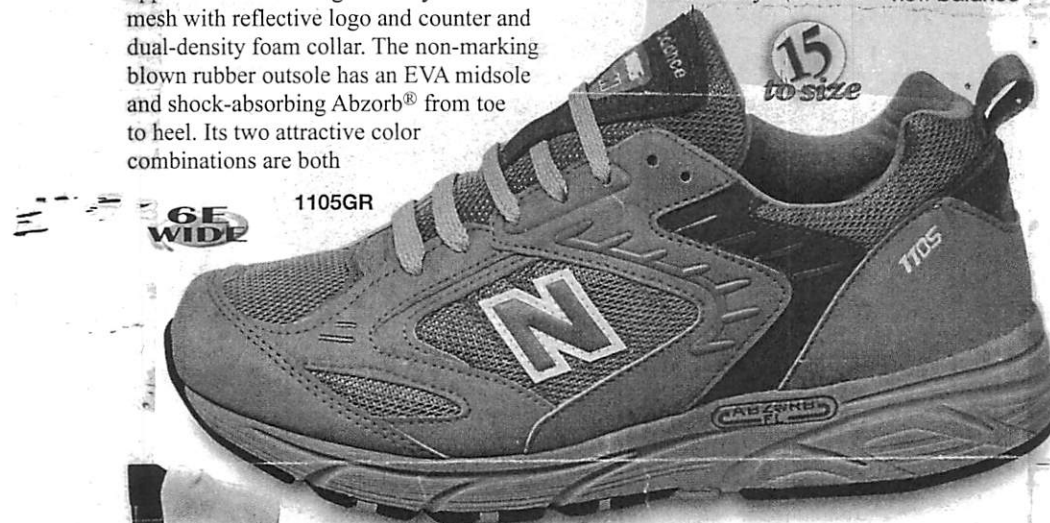 mesh with reflective logo and counter and
dual-density foam collar. The non-marking
blown rubber outsole has an EVA midsole
and shock-absorbing Abzorb® from toe
to heel. Its two attractive color
combinations are both
15
to size
6E
WIDE
1105GR
N
1105
ABZORB
FL